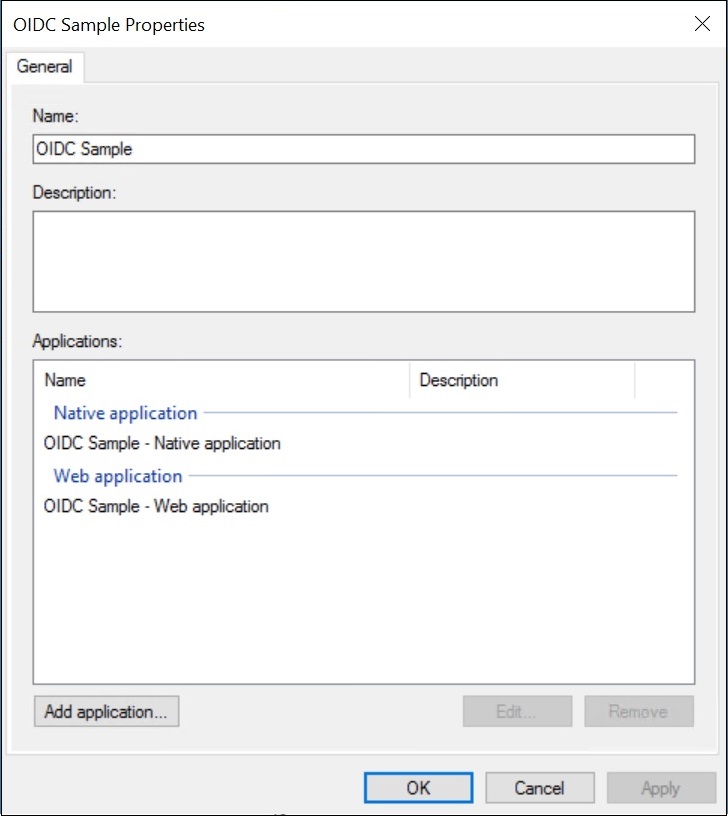 OIDC Sample Properties
General
Name:
OIDC Sample
Description:
Applications:
Name Description
Native application
OIDC Sample - Native application
Web application
OIDC Sample - Web application
Add application... Edit... Remove
OK Cancel Apply